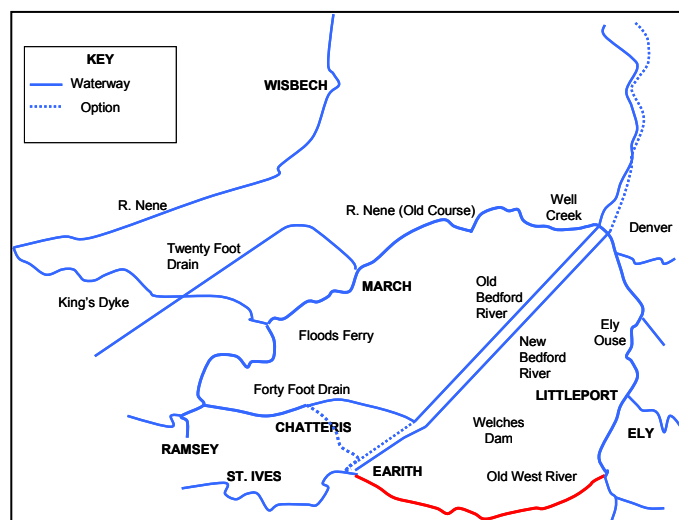 KEY
Waterway
Option
WISBECH
R. Nene
R. Nene (Old Course)
Well
Creek
Denver
Twenty Foot
Drain
MARCH
King's Dyke
Old
Bedford
River
Floods Ferry
New
Bedford
River
Ely
Ouse
Forty Foot Drain
LITTLEPORT
CHATTERIS
Welches
Dam
ELY
RAMSEY
ST. IVES
EARITH
Old West River